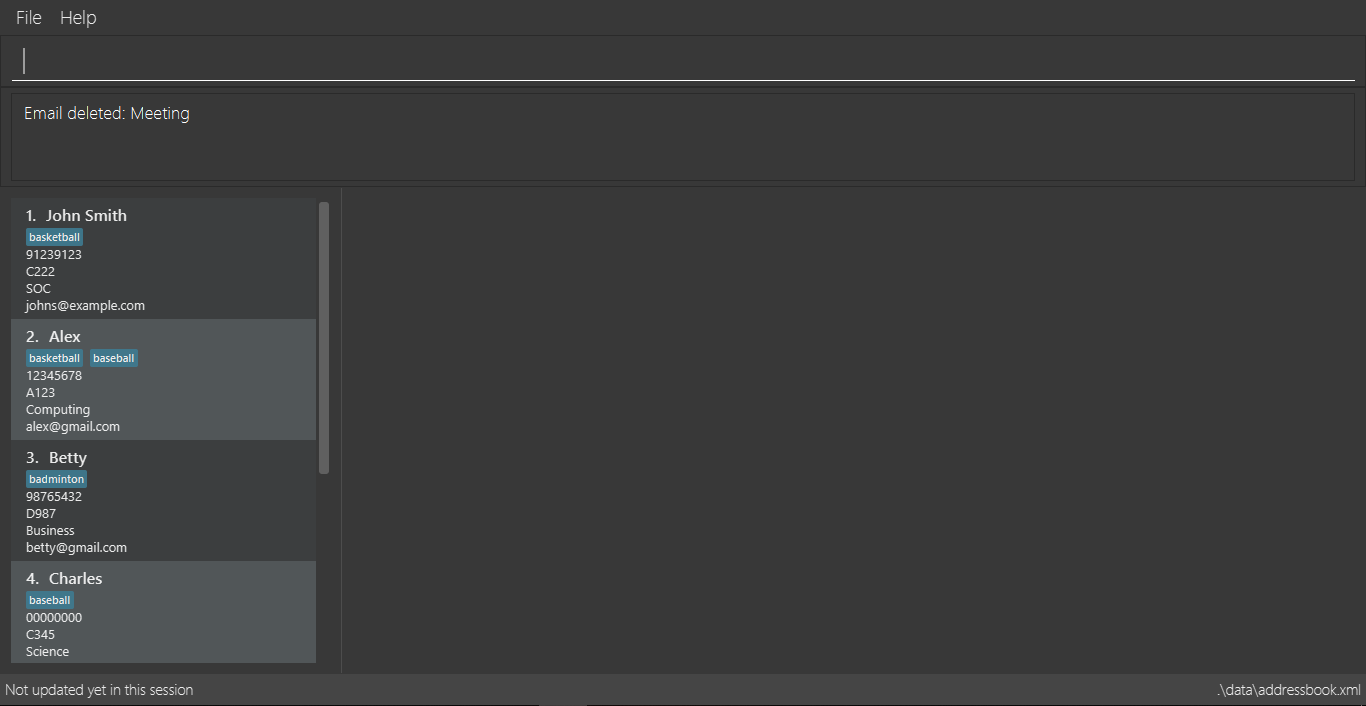 File Help
Email deleted: Meeting
1. John Smith
basketball
91239123
C222
SOC
johns@example.com
2. Alex
basketball baseball
12345678
A123
Computing
alex@gmail.com
3. Betty
badminton
98765432
D987
Business
betty@gmail.com
4. Charles
baseball
00000000
C345
Science
Not updated yet in this session .\data\addressbook.xml